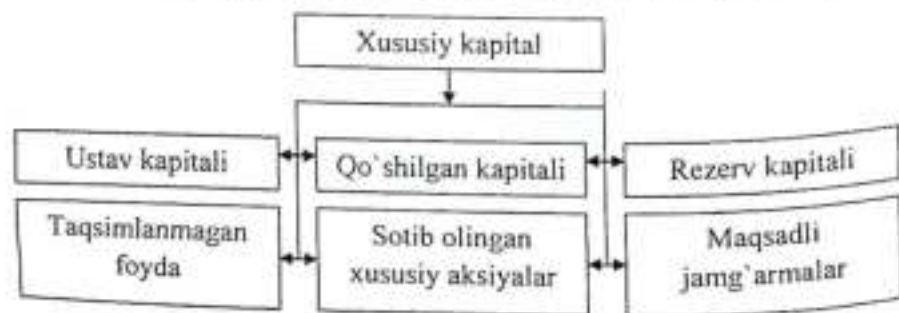 Xususiy kapital
Ustav kapitali
Qo`shilgan kapitali
Rezerv kapitali
Taqsimlanmagan
foyda
Sotib olingan
xususiy aksiyalar
Maqsadli
jamg`armalar